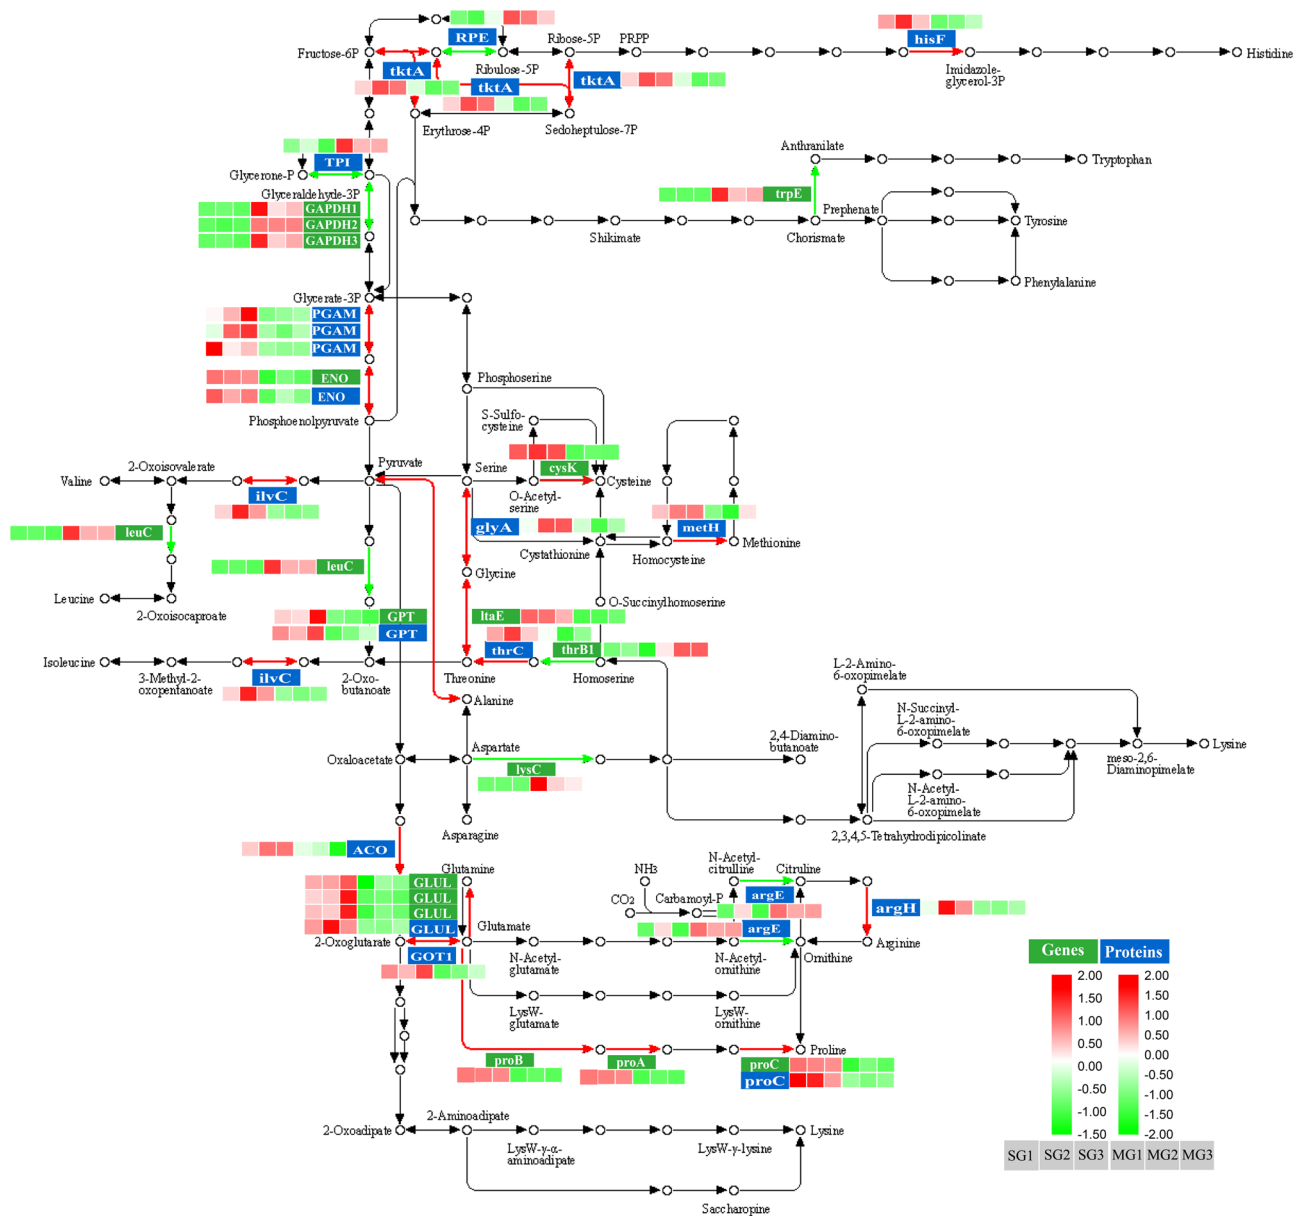 RPE
Fructose-6P
Ribose-5P
PRPP
hisF
Histidine
tktA
Ribulose-5P
tktA
tktA
Imidazole-
glycerol-3P
Erythrose-4P
Sedoheptulose-7P
Anthranilate
Tryptophan
TPI
Glycerone-P
Glyceraldehyde-3P
trpE
GAPDH1
GAPDH2
GAPDH3
Prephenate
Shikimate
Chorismate
Tyrosine
Phenylalanine
Glycerate-3P
PGAM
PGAM
PGAM
ENO
ENO
Phosphoserine
Phosphoenolpyruvate
S-Sulfo-
cysteine
2-Oxoisovalerate
Pyruvate
Serine
cysK
Valine
Cysteine
ilvC
O-Acetyl-
serine
leuC
glyA
metH
Methionine
Cystathionine
Homocysteine
leuC
Glycine
Leucine
2-Oxoisocaproate
O-Succinylhomoserine
GPT
GPT
ltaE
thrC
thrB1
Isoleucine
3-Methyl-2-
oxopentanoate
ilvC
2-Oxo-
butanoate
Threonine
Homoserine
Alanine
L-2-Amino-
6-oxopimelate
N-Succinyl-
L-2-amino-
6-oxopimelate
2,4-Diamino-
butanoate
Oxaloacetate
Aspartate
lysC
Lysine
meso-2,6-
Diaminopimelate
N-Acetyl-
L-2-amino-
6-oxopimelate
Asparagine
2,3,4,5-Tetrahydrodipicolinate
ACO
Glutamine
NH3
N-Acetyl-
citrulline
Citruline
GLUL
GLUL
GLUL
GLUL
CO2
Carbamoyl-P
argE
argE
argH
2-Oxoglutarate
Glutamate
GOT1
N-Acetyl-
glutamate
N-Acetyl-
ornithine
Ornithine
Arginine
LysW-
glutamate
LysW-
ornithine
proB
proA
Proline
proC
proC
Genes
Proteins
2.00 2.00
1.50 1.50
1.00 1.00
0.50 0.50
0.00 0.00
-0.50 -0.50
-1.00 -1.00
-1.00 -1.50
-1.50 -2.00
SG1 SG2 SG3 MG1 MG2 MG3
2-Oxoadipate
2-Aminoadipate
LysW-γ-α-
aminoadipate
LysW-γ-lysine
Lysine
Saccharopine